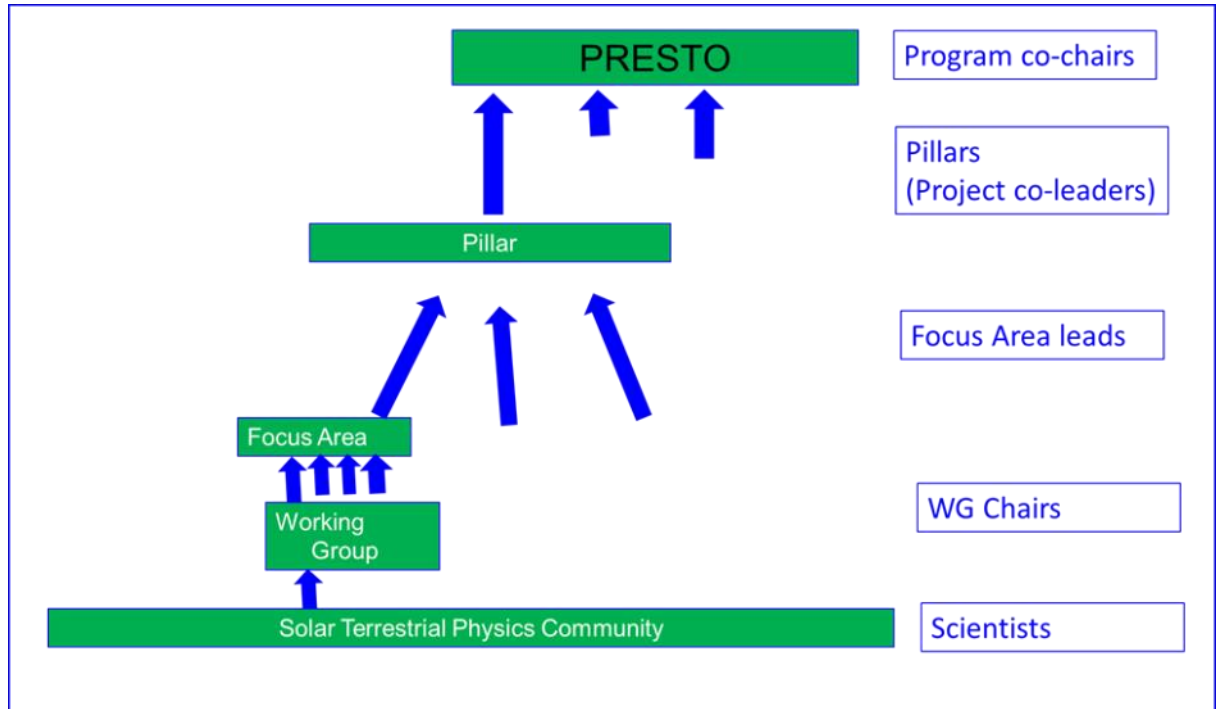 PRESTO
Program co-chairs
Pillars
(Project co-leaders)
Pillar
Focus Area leads
Focus Area
Working
Group
WG Chairs
Solar Terrestrial Physics Community
Scientists